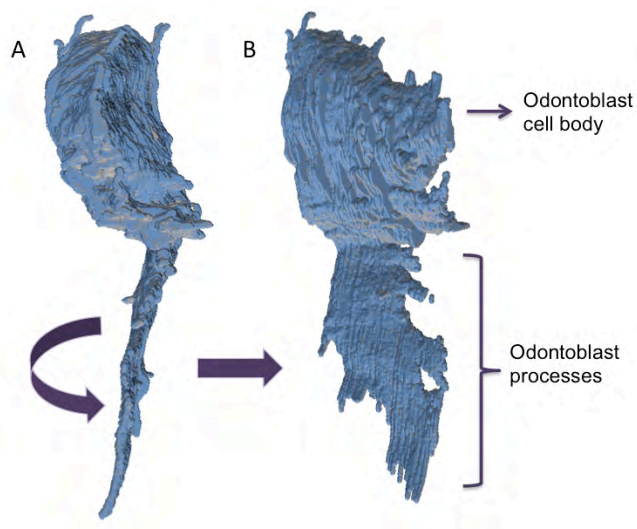 A
B
Odontoblast
cell body
Odontoblast
processes